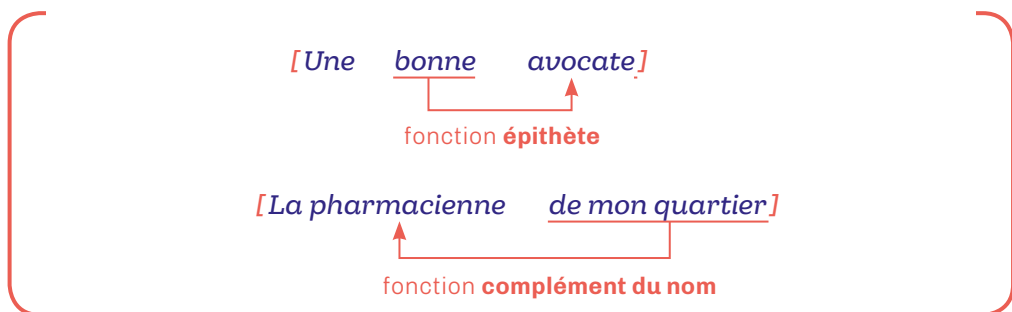 [Une bonne avocate]
fonction épithète
[La pharmacienne de mon quartier]
fonction complément du nom